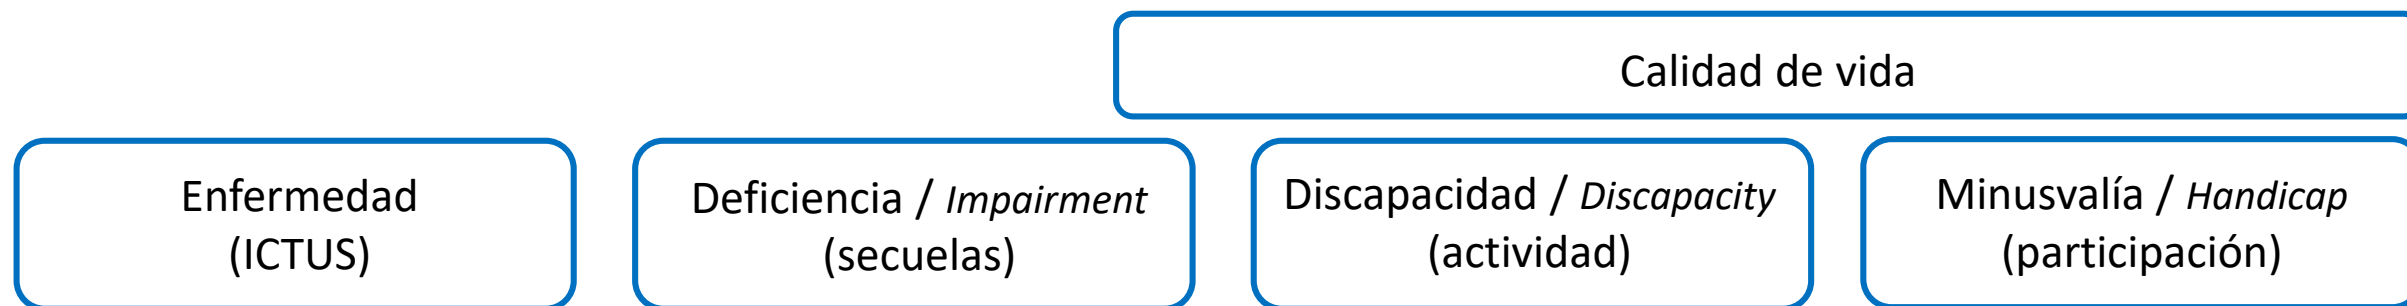 Calidad de vida
Enfermedad
(ICTUS)
Deficiencia / Impairment
(secuelas)
Discapacidad / Discapacity
(actividad)
Minusvalía / Handicap
(participación)